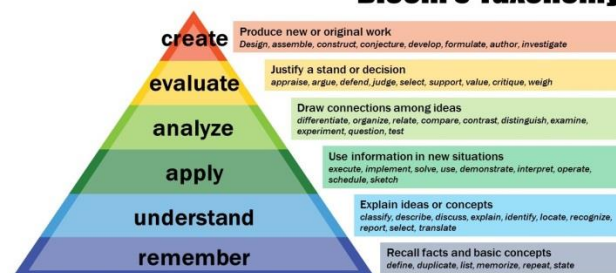 Bloom's Taxonomy
create
Produce new or original work
Design, assemble, construct, conjecture, develop, formulate, author, investigate
evaluate
Justify a stand or decision
appraise, argue, defend, judge, select, support, value, critique, weigh
analyze
Draw connections among ideas
differentiate, organize, relate, compare, contrast, distinguish, examine,
experiment, question, test
apply
Use information in new situations
execute, implement, solve, use, demonstrate, interpret, operate,
schedule, sketch
understand
Explain ideas or concepts
classify, describe, discuss, explain, identify, locate, recognize,
report, select, translate
remember
Recall facts and basic concepts
define, duplicate, list, memorize, repeat, state